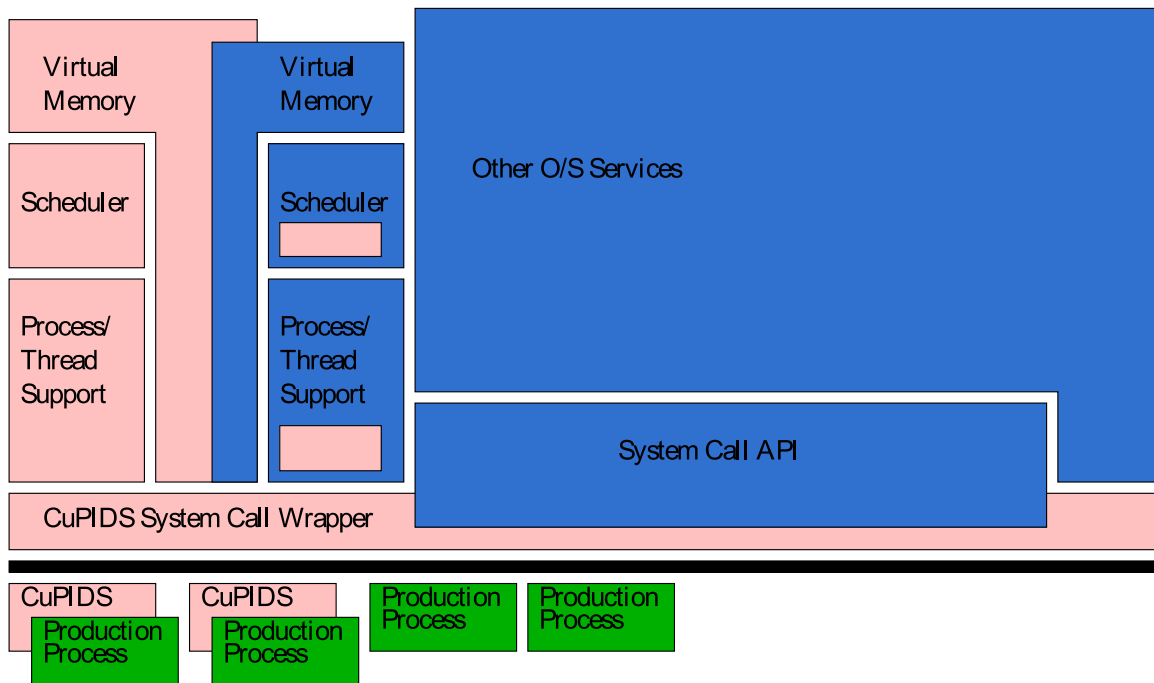 Virtual
Memory
Virtual
Memory
Other O/S Services
Scheduler
Scheduler
Process/
Thread
Support
Process/
Thread
Support
System Call API
CuPIDS System Call Wrapper
CuPIDS
Production
Process
CuPIDS
Production
Process
Production
Process
Production
Process